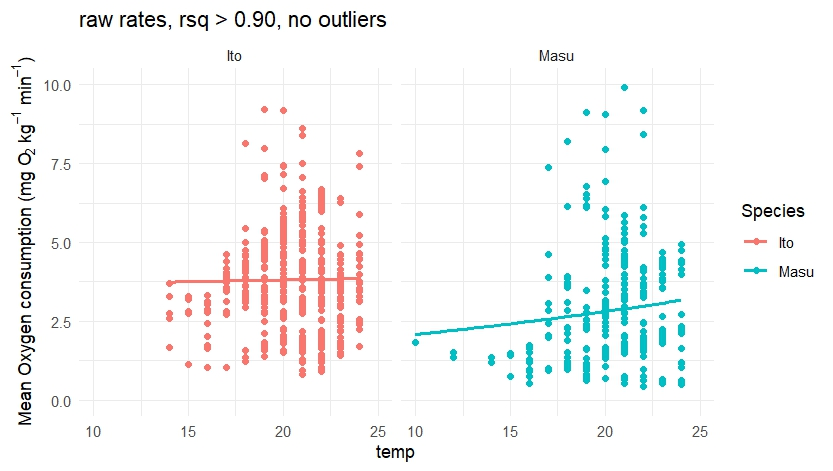 raw rates, rsq > 0.90, no outliers
Ito
Masu
Mean Oxygen consumption (mg O₂ kg⁻¹ min⁻¹)
10.0
7.5
5.0
2.5
0.0
10 15 20 25 10 15 20 25
temp
Species
Ito
Masu